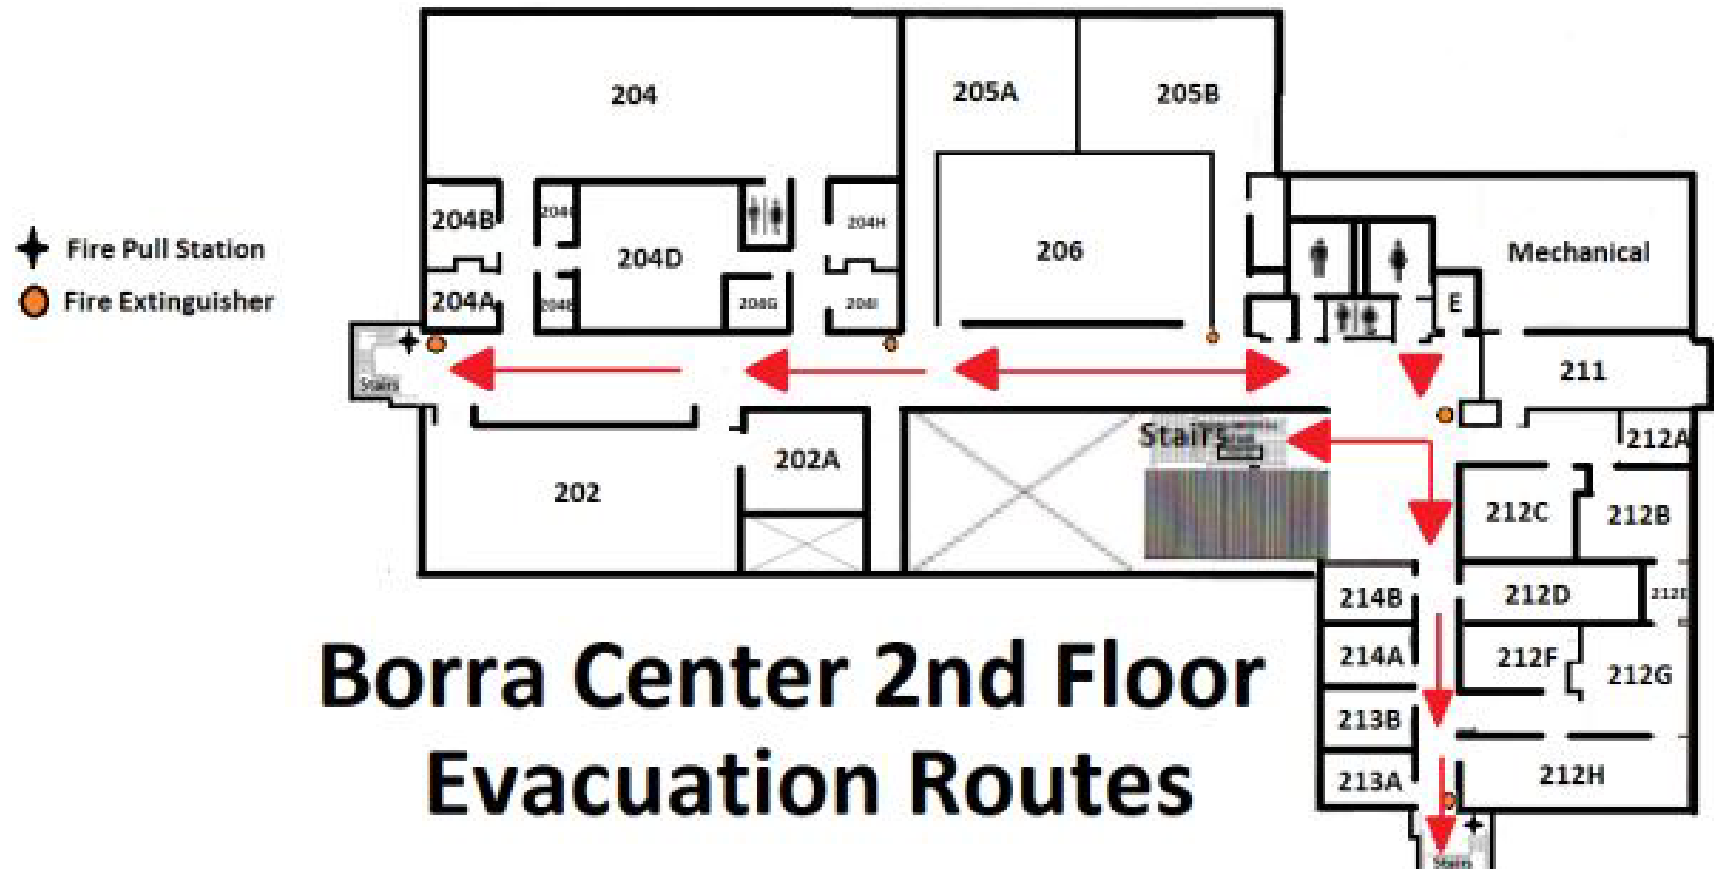 204
205A
205B
204B
204H
204D
206
Mechanical
Fire Pull Station
Fire Extinguisher
204A
204G
204I
E
Stairs
211
Stairs
212A
202A
202
212C
212B
214B
212D
214A
212F
212G
213B
213A
212H
Borra Center 2nd Floor
Evacuation Routes
Stairs